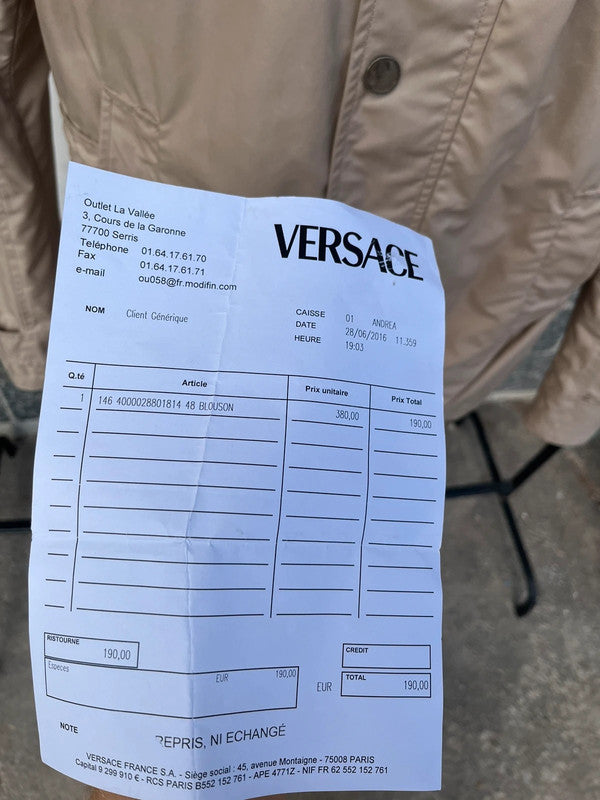 Outlet La Vallée
3, Cours de la Garonne
77700 Serris
Teléphone 01.64.17.61.70
Fax 01.64.17.61.71
e-mail ou058@fr.modifin.com
VERSACE
NOM Client Générique
CAISSE 01 ANDREA
DATE 28/06/2016 11.359
HEURE 19:03
Q.té Article Prix unitaire Prix Total
1 146 4000028801814 48 BLOUSON 380,00 190,00
RISTOURNE
190,00
CREDIT
Especes EUR 190,00
EUR TOTAL 190,00
NOTE
REPRIS, NI ECHANGÉ
VERSACE FRANCE S.A. - Siège social : 45, avenue Montaigne - 75008 PARIS
Capital 9 299 910 € - RCS PARIS B552 152 761 - APE 4771Z - NIF FR 62 552 152 761